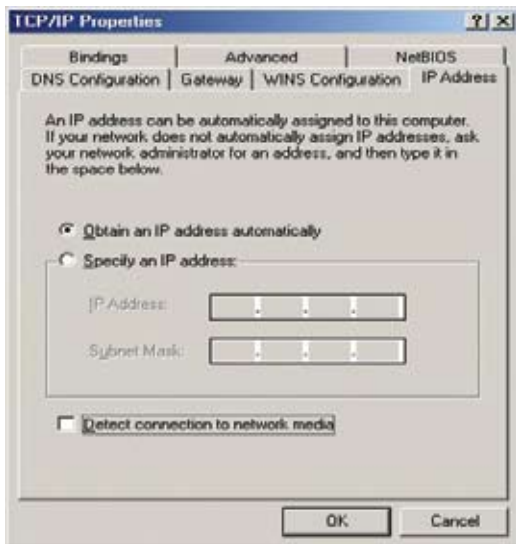 TCP/IP Properties
? X
Bindings Advanced NetBIOS
DNS Configuration Gateway WINS Configuration IP Address
An IP address can be automatically assigned to this computer.
If your network does not automatically assign IP addresses, ask
your network administrator for an address, and then type it in
the space below.
Obtain an IP address automatically
Specify an IP address:
IP Address:
. . .
Subnet Mask:
. . .
Detect connection to network media
OK Cancel